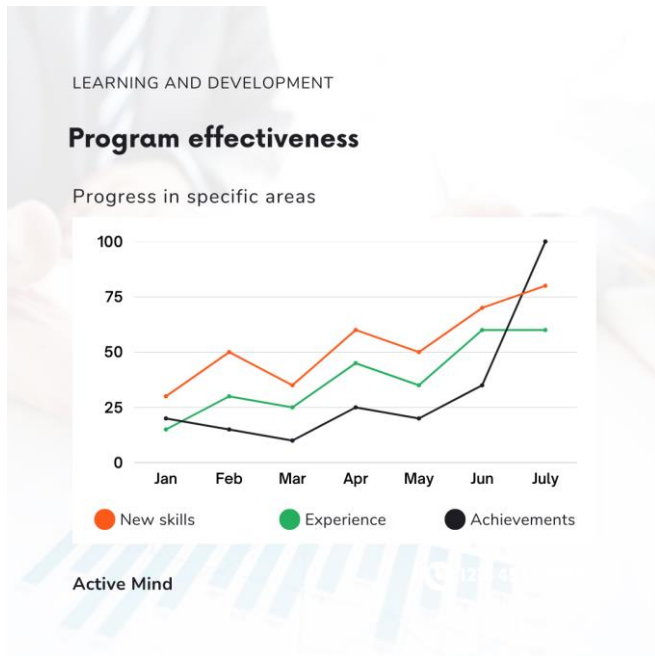 LEARNING AND DEVELOPMENT
Program effectiveness
Progress in specific areas
100
75
50
25
0
Jan Feb Mar Apr May Jun July
New skills Experience Achievements
Active Mind